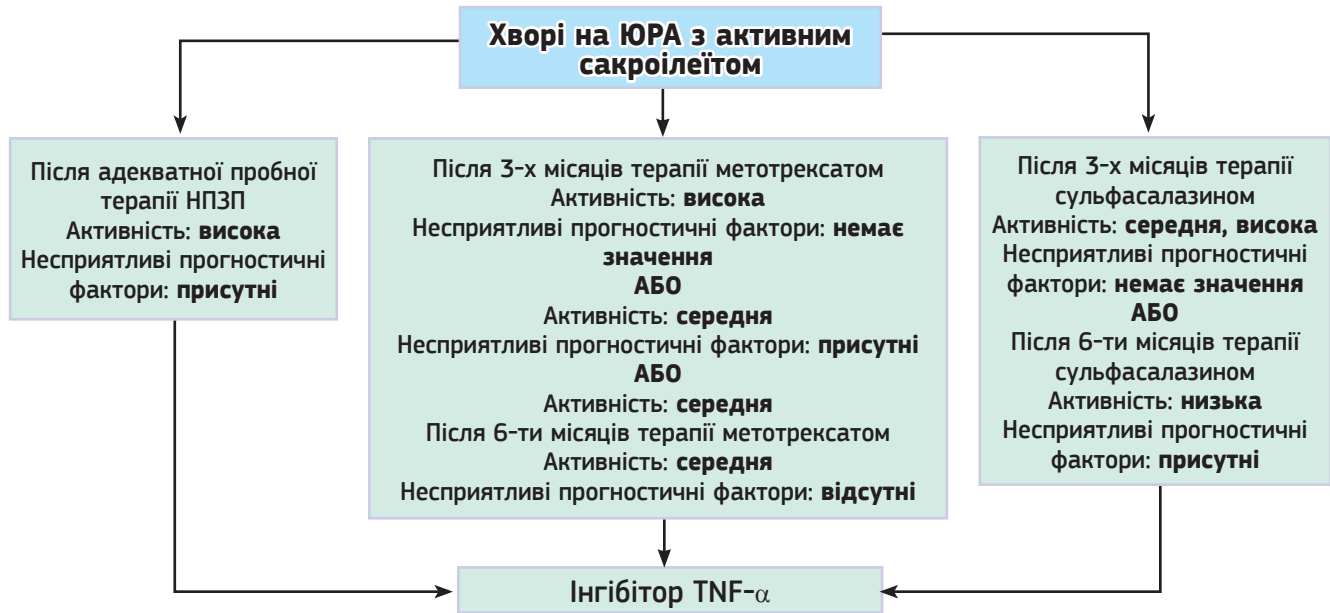 Хворі на ЮРА з активним
сакроілеїтом
Після адекватної пробної
терапії НПЗП
Активність: висока
Несприятливі прогностичні
фактори: присутні
Після 3-х місяців терапії метотрексатом
Активність: висока
Несприятливі прогностичні фактори: немає
значення
АБО
Активність: середня
Несприятливі прогностичні фактори: присутні
АБО
Активність: середня
Після 6-ти місяців терапії метотрексатом
Активність: середня
Несприятливі прогностичні фактори: відсутні
Після 3-х місяців терапії
сульфасалазином
Активність: середня, висока
Несприятливі прогностичні
фактори: немає значення
АБО
Після 6-ти місяців терапії
сульфасалазином
Активність: низька
Несприятливі прогностичні
фактори: присутні
Інгібітор TNF-α